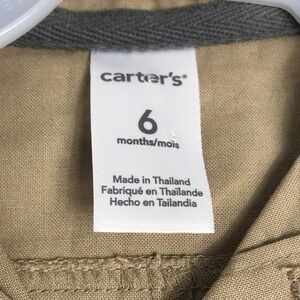 carter's®
6
months/mois
Made in Thailand
Fabriqué en Thaïlande
Hecho en Tailandia